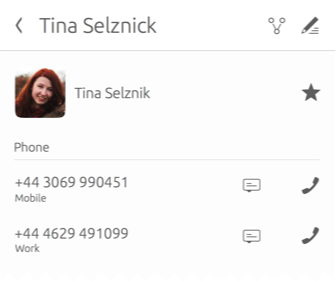 Tina Selznick
Tina Selznik
Phone
+44 3069 990451
Mobile
+44 4629 491099
Work